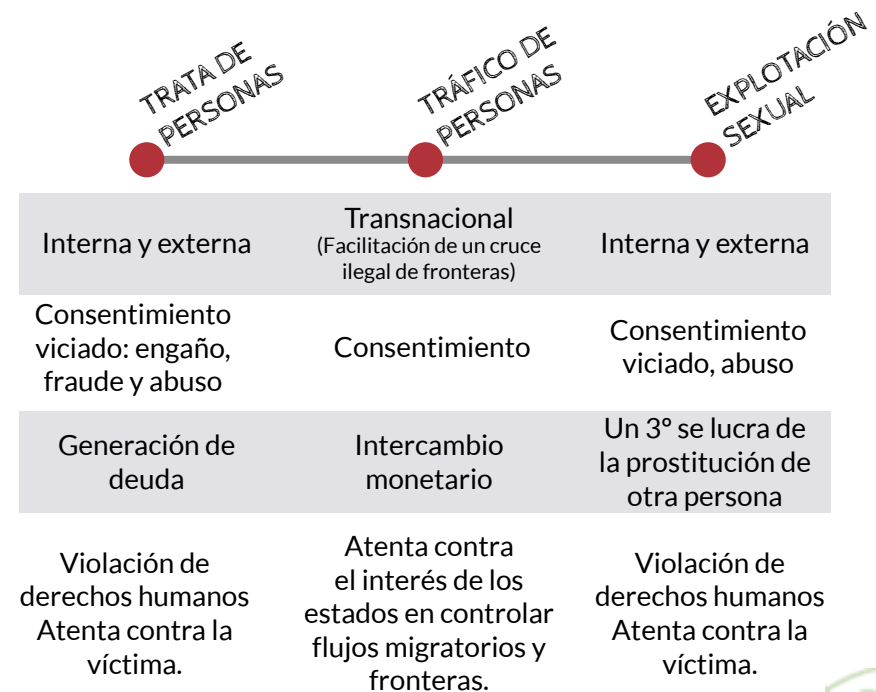 TRATA DE
PERSONAS
TRÁFICO DE
PERSONAS
EXPLOTACIÓN
SEXUAL
Interna y externa
Transnacional
(Facilitación de un cruce
ilegal de fronteras)
Interna y externa
Consentimiento
viciado: engaño,
fraude y abuso
Consentimiento
Consentimiento
viciado, abuso
Generación de
deuda
Intercambio
monetario
Un 3º se lucra de
la prostitución de
otra persona
Violación de
derechos humanos
Atenta contra la
víctima.
Atenta contra
el interés de los
estados en controlar
flujos migratorios y
fronteras.
Violación de
derechos humanos
Atenta contra la
víctima.